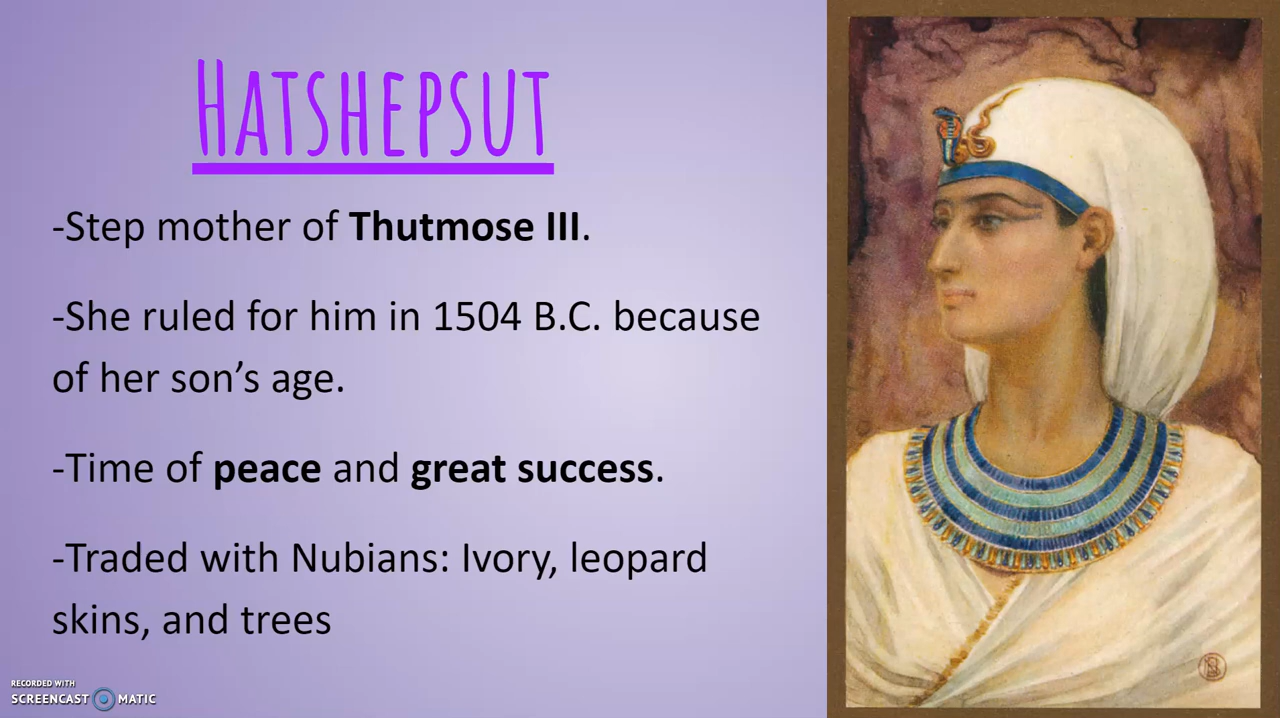 HATSHEPSUT
-Step mother of Thutmose III.
-She ruled for him in 1504 B.C. because
of her son’s age.
-Time of peace and great success.
-Traded with Nubians: Ivory, leopard
skins, and trees
RECORDED WITH
SCREENCAST MATIC